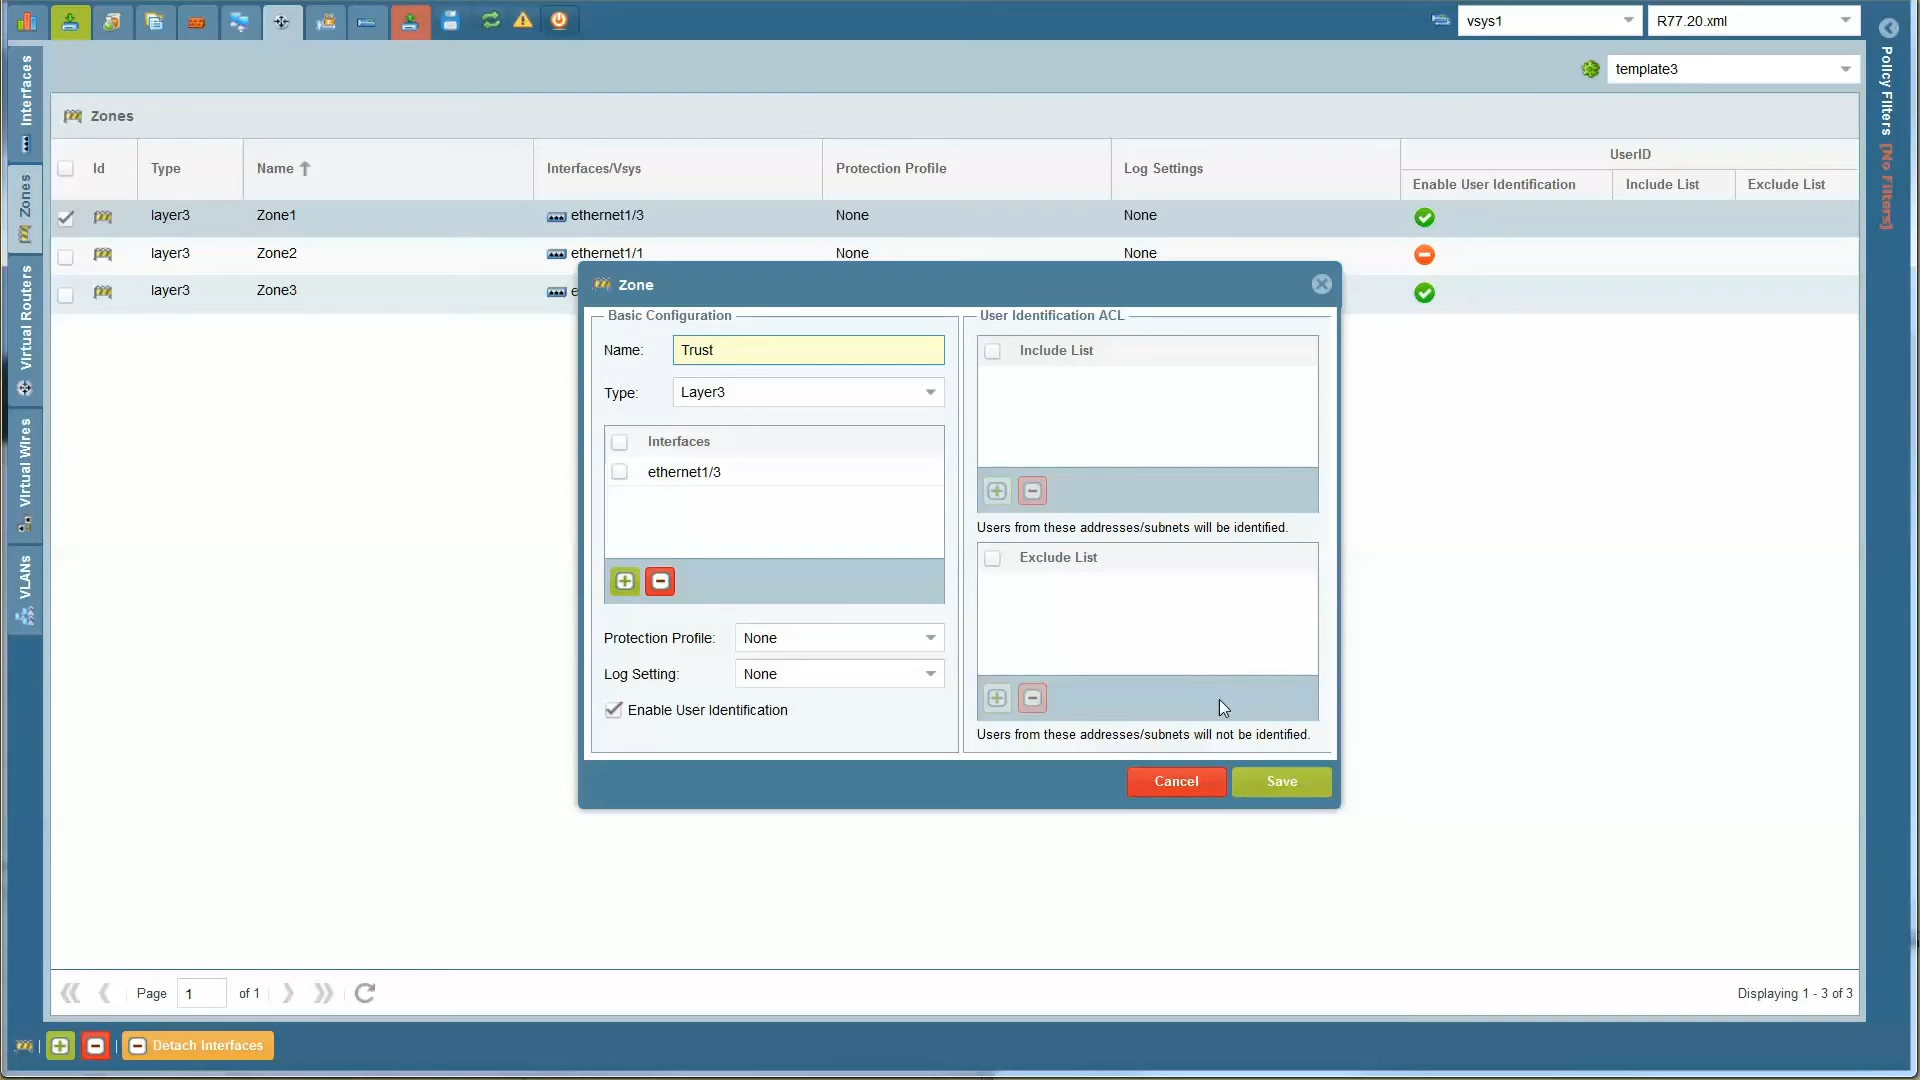 vsys1
R77.20.xml
template3
Interfaces
Zones
Virtual Routers
Virtual Wires
VLANs
Policy Filters [No Filters]
Zones
Id
Type
Name
Interfaces/Vsys
Protection Profile
Log Settings
UserID
Enable User Identification
Include List
Exclude List
layer3 Zone1 ethernet1/3 None None
layer3 Zone2 ethernet1/1 None None
layer3 Zone3 e
Zone
Basic Configuration
Name: Trust
Type: Layer3
Interfaces
ethernet1/3
Protection Profile: None
Log Setting: None
Enable User Identification
User Identification ACL
Include List
Users from these addresses/subnets will be identified.
Exclude List
Users from these addresses/subnets will not be identified.
Cancel
Save
Page 1 of 1
Displaying 1 - 3 of 3
Detach Interfaces